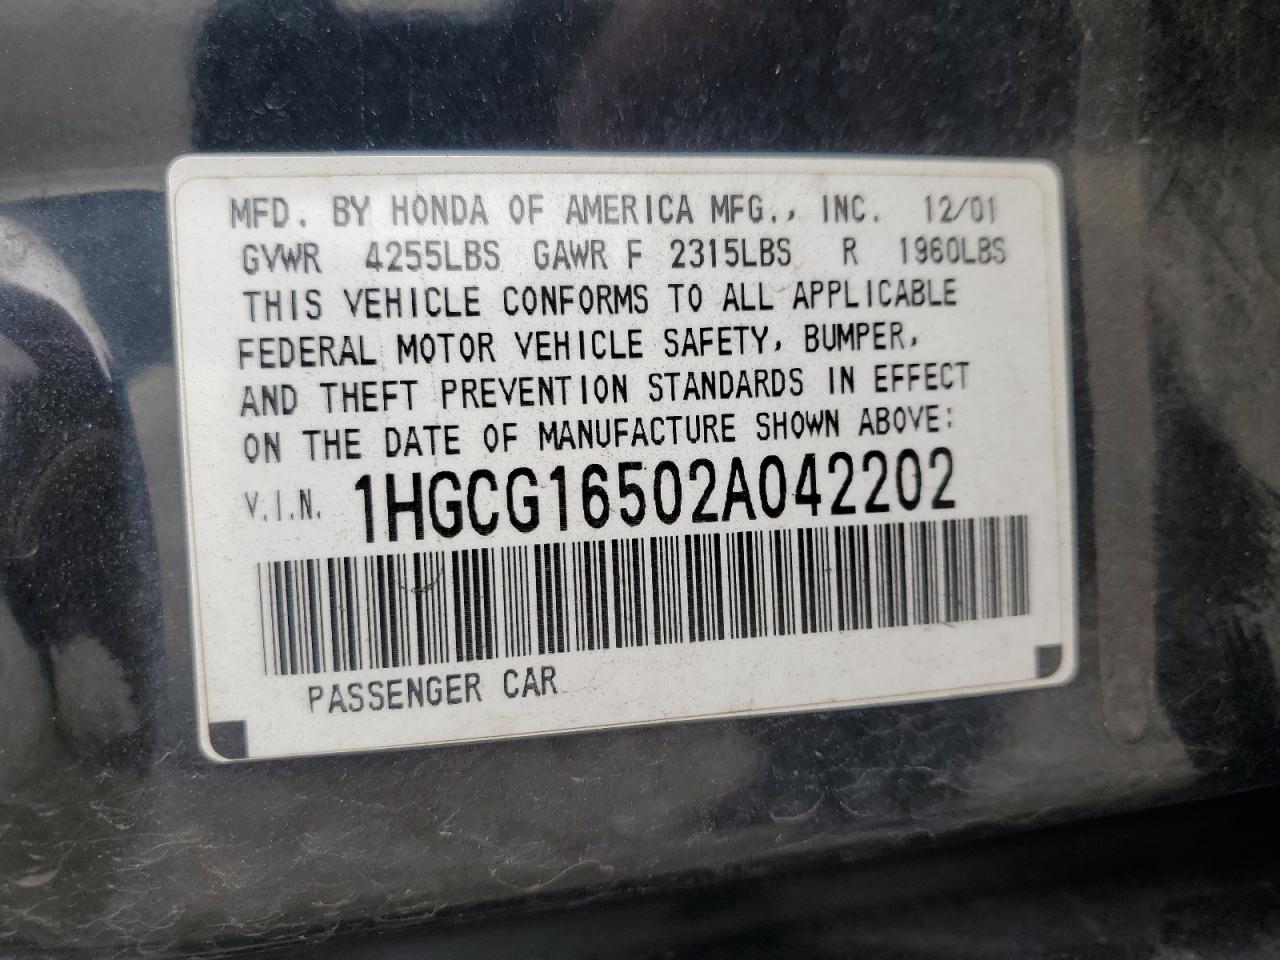 MFD. BY HONDA OF AMERICA MFG., INC. 12/01
GVWR 4255LBS GAWR F 2315LBS R 1960LBS
THIS VEHICLE CONFORMS TO ALL APPLICABLE
FEDERAL MOTOR VEHICLE SAFETY, BUMPER,
AND THEFT PREVENTION STANDARDS IN EFFECT
ON THE DATE OF MANUFACTURE SHOWN ABOVE:
V.I.N. 1HGCG16502A042202
PASSENGER CAR